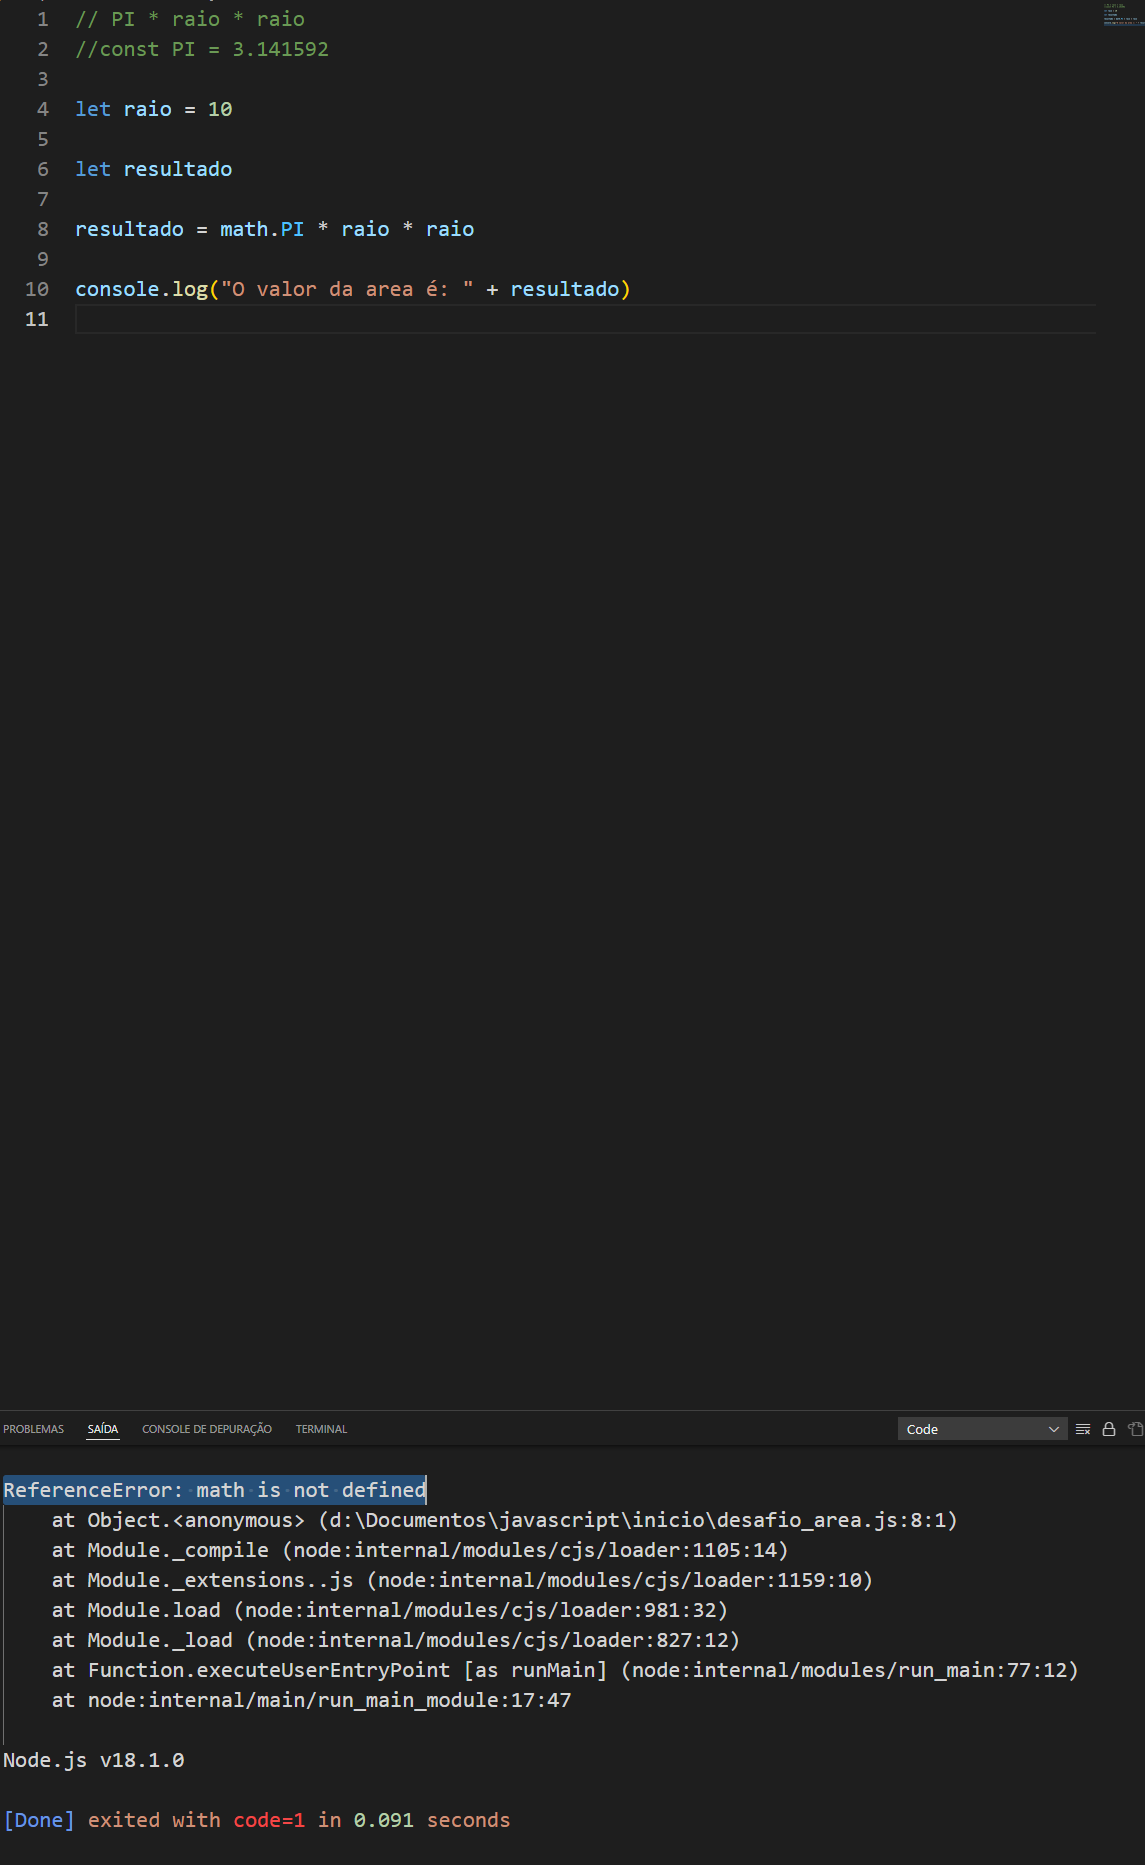 1 // PI * raio * raio
2 //const PI = 3.141592
3
4 let raio = 10
5
6 let resultado
7
8 resultado = math.PI * raio * raio
9
10 console.log("O valor da area é: " + resultado)
11
PROBLEMAS SAÍDA CONSOLE DE DEPURAÇÃO TERMINAL Code
ReferenceError: math is not defined
at Object.<anonymous> (d:\Documentos\javascript\inicio\desafio_area.js:8:1)
at Module._compile (node:internal/modules/cjs/loader:1105:14)
at Module._extensions..js (node:internal/modules/cjs/loader:1159:10)
at Module.load (node:internal/modules/cjs/loader:981:32)
at Module._load (node:internal/modules/cjs/loader:827:12)
at Function.executeUserEntryPoint [as runMain] (node:internal/modules/run_main:77:12)
at node:internal/main/run_main_module:17:47
Node.js v18.1.0
[Done] exited with code=1 in 0.091 seconds